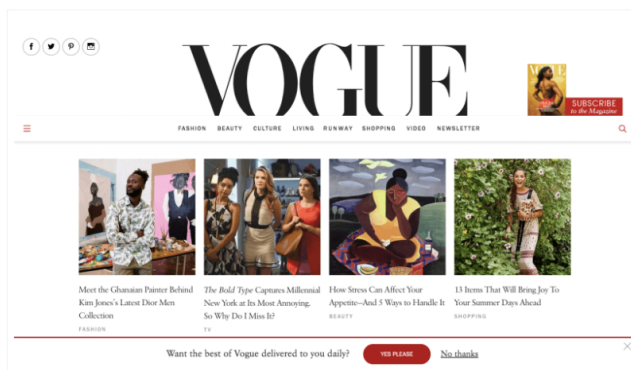 VOGUE
VOGUE
SUBSCRIBE
to the Magazine
FASHION BEAUTY CULTURE LIVING RUNWAY SHOPPING VIDEO NEWSLETTER
Meet the Ghanaian Painter Behind
Kim Jones's Latest Dior Men
Collection
FASHION
The Bold Type Captures Millennial
New York at Its Most Annoying.
So Why Do I Miss It?
TV
How Stress Can Affect Your
Appetite—And 5 Ways to Handle It
BEAUTY
13 Items That Will Bring Joy To
Your Summer Days Ahead
SHOPPING
Want the best of Vogue delivered to you daily?
YES PLEASE
No thanks